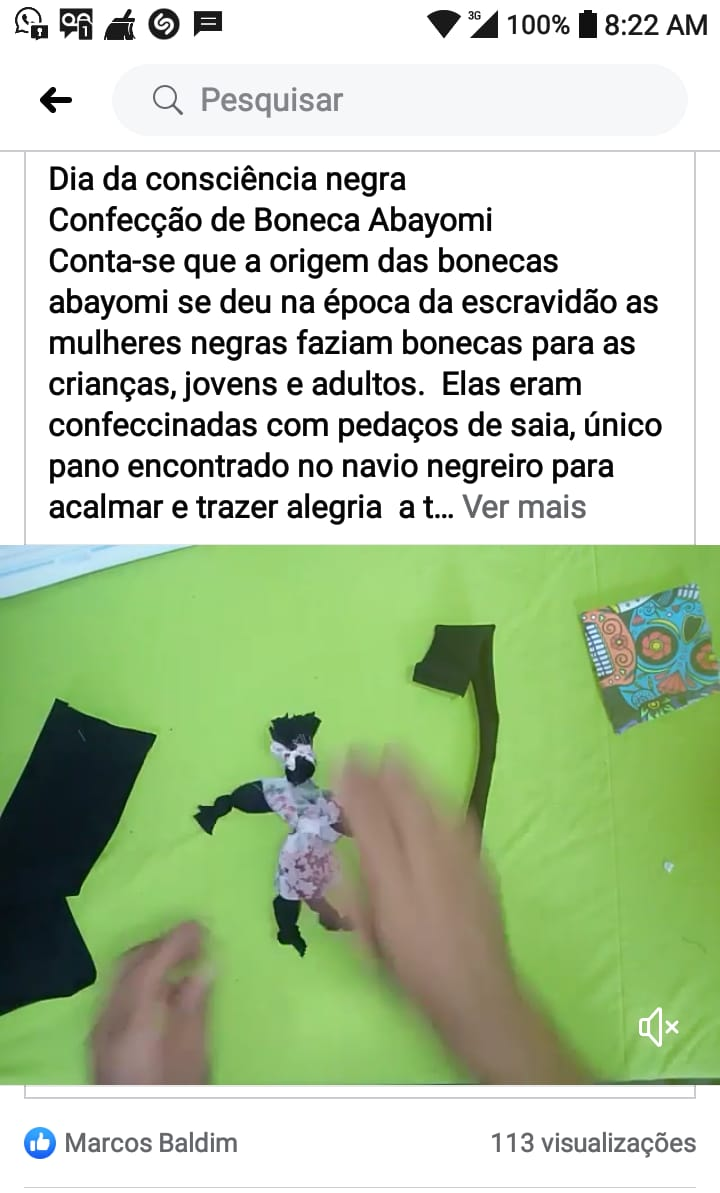 3G 100% 8:22 AM
Pesquisar
Dia da consciência negra
Confecção de Boneca Abayomi
Conta-se que a origem das bonecas
abayomi se deu na época da escravidão as
mulheres negras faziam bonecas para as
crianças, jovens e adultos.  Elas eram
confeccinadas com pedaços de saia, único
pano encontrado no navio negreiro para
acalmar e trazer alegria  a t... Ver mais
Marcos Baldim 113 visualizações